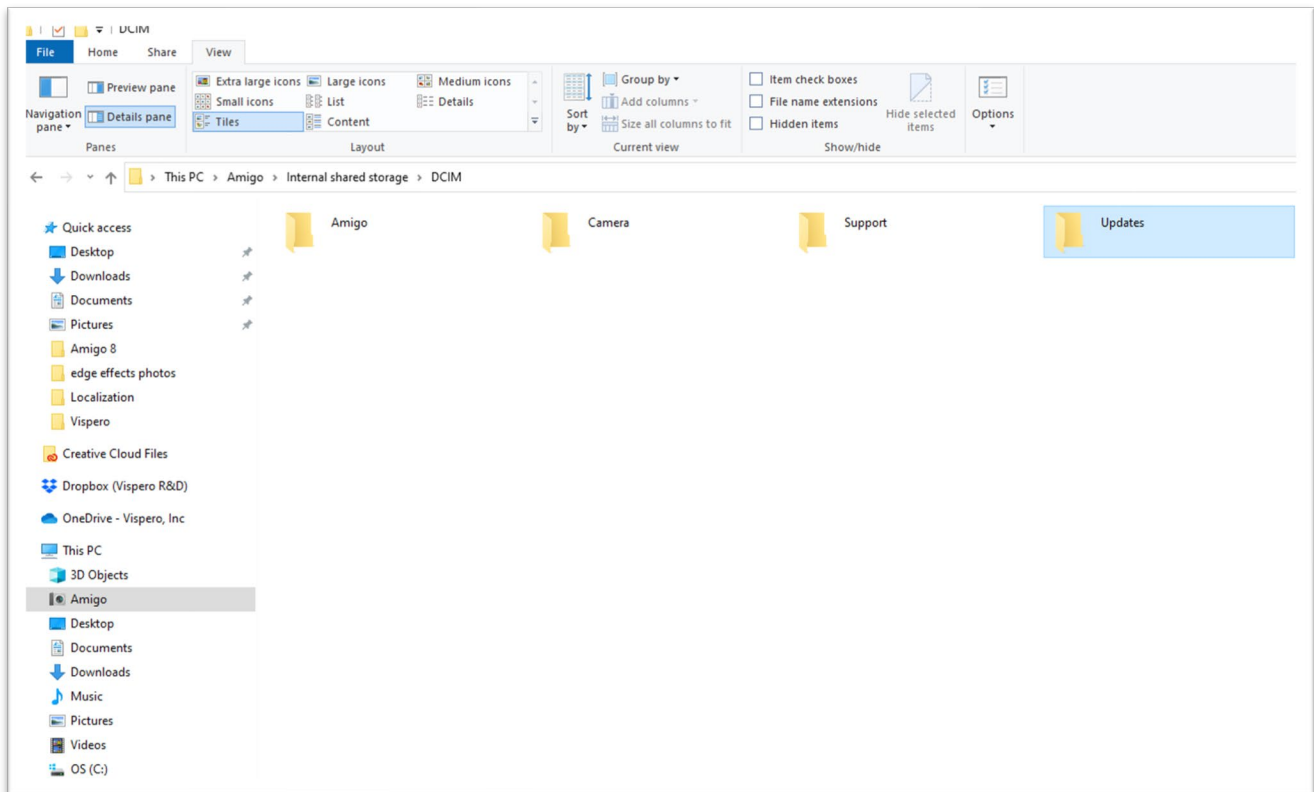 DCIM
File Home Share View
Navigation pane
Preview pane
Details pane
Panes
Extra large icons Large icons Medium icons
Small icons List Details
Tiles Content
Layout
Sort by
Group by
Add columns
Size all columns to fit
Current view
Item check boxes
File name extensions
Hidden items
Hide selected items
Show/hide
Options
This PC > Amigo > Internal shared storage > DCIM
Quick access
Desktop
Downloads
Documents
Pictures
Amigo 8
edge effects photos
Localization
Vispero
Creative Cloud Files
Dropbox (Vispero R&D)
OneDrive - Vispero, Inc
This PC
3D Objects
Amigo
Desktop
Documents
Downloads
Music
Pictures
Videos
OS (C:)
Amigo Camera Support Updates